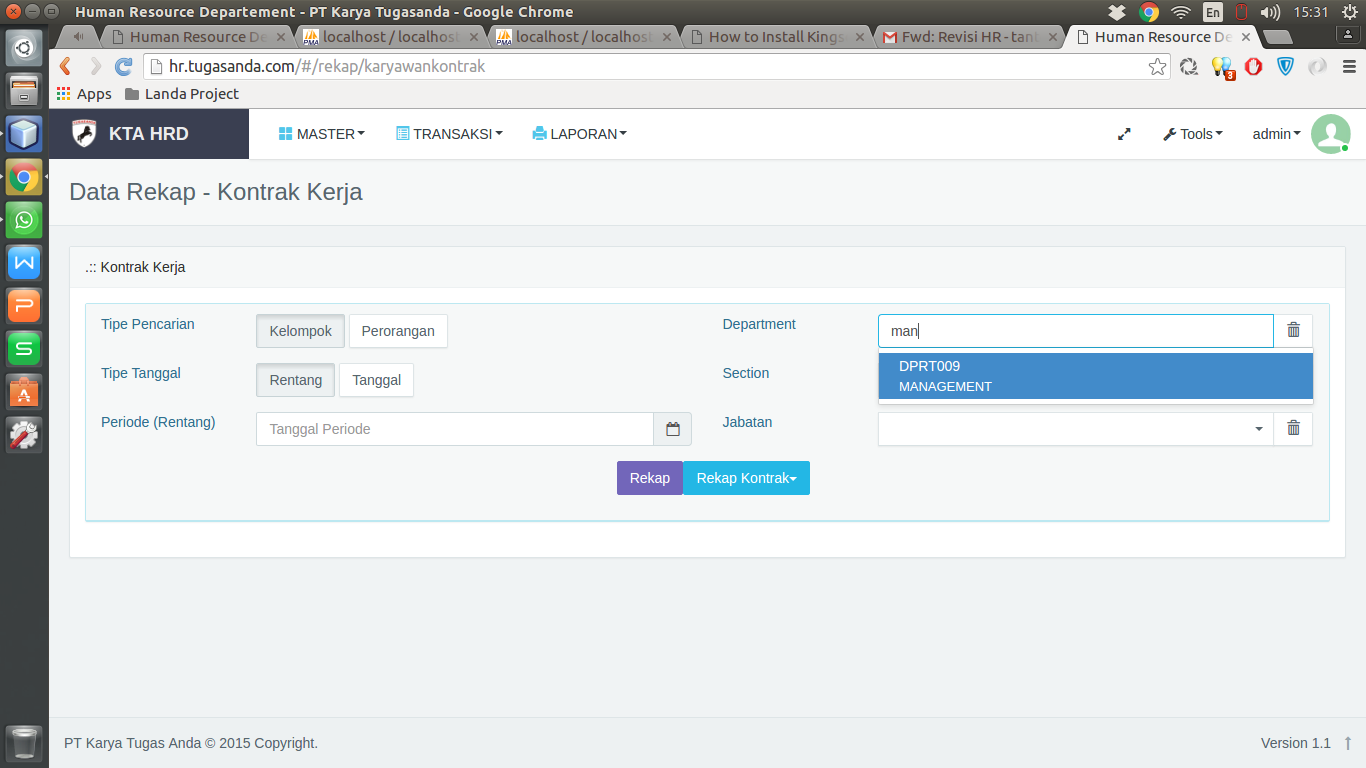 Human Resource Departement - PT Karya Tugasanda - Google Chrome
En
15:31
Human Resource De
localhost / localhost
localhost / localhost
How to Install Kings
Fwd: Revisi HR - tant
Human Resource De
hr.tugasanda.com/#/rekap/karyawankontrak
3
Apps
Landa Project
KTA HRD
MASTER
TRANSAKSI
LAPORAN
Tools
admin
Data Rekap - Kontrak Kerja
.:: Kontrak Kerja
Tipe Pencarian
Kelompok
Perorangan
Department
man
DPRT009
MANAGEMENT
Tipe Tanggal
Rentang
Tanggal
Section
Periode (Rentang)
Tanggal Periode
Jabatan
Rekap
Rekap Kontrak
PT Karya Tugas Anda © 2015 Copyright.
Version 1.1